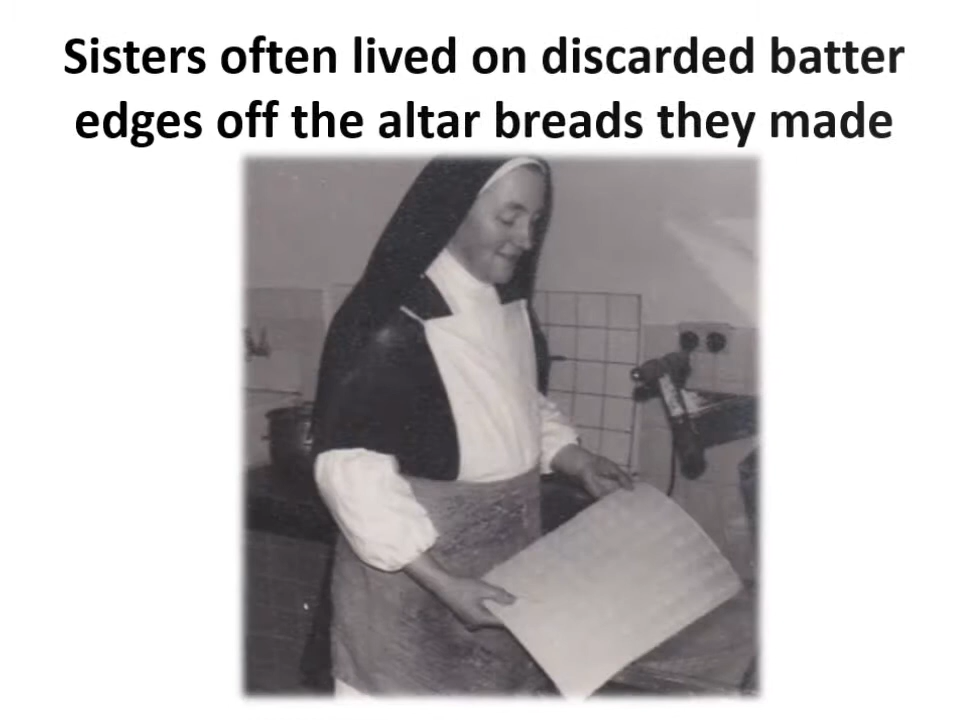 Sisters often lived on discarded batter
edges off the altar breads they made